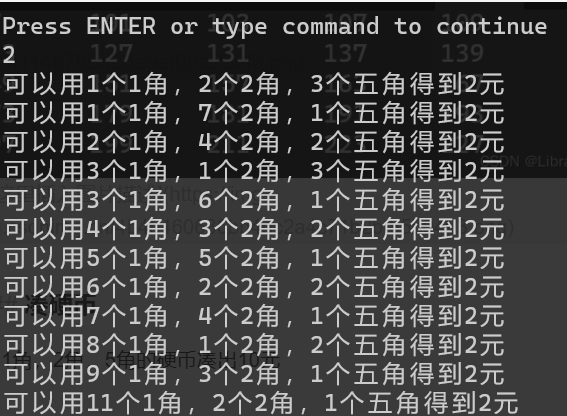 Press ENTER or type command to continue
127 131 137 139
2
可以用1个1角，2个2角，3个五角得到2元
可以用1个1角，7个2角，1个五角得到2元
可以用2个1角，4个2角，2个五角得到2元
可以用3个1角，1个2角，3个五角得到2元
CSDN @Libra
可以用3个1角，6个2角，1个五角得到2元
可以用4个1角，3个2角，2个五角得到2元
可以用5个1角，5个2角，1个五角得到2元
可以用6个1角，2个2角，2个五角得到2元
可以用7个1角，4个2角，1个五角得到2元
可以用8个1角，1个2角，2个五角得到2元
可以用9个1角，3个2角，1个五角得到2元
可以用11个1角，2个2角，1个五角得到2元